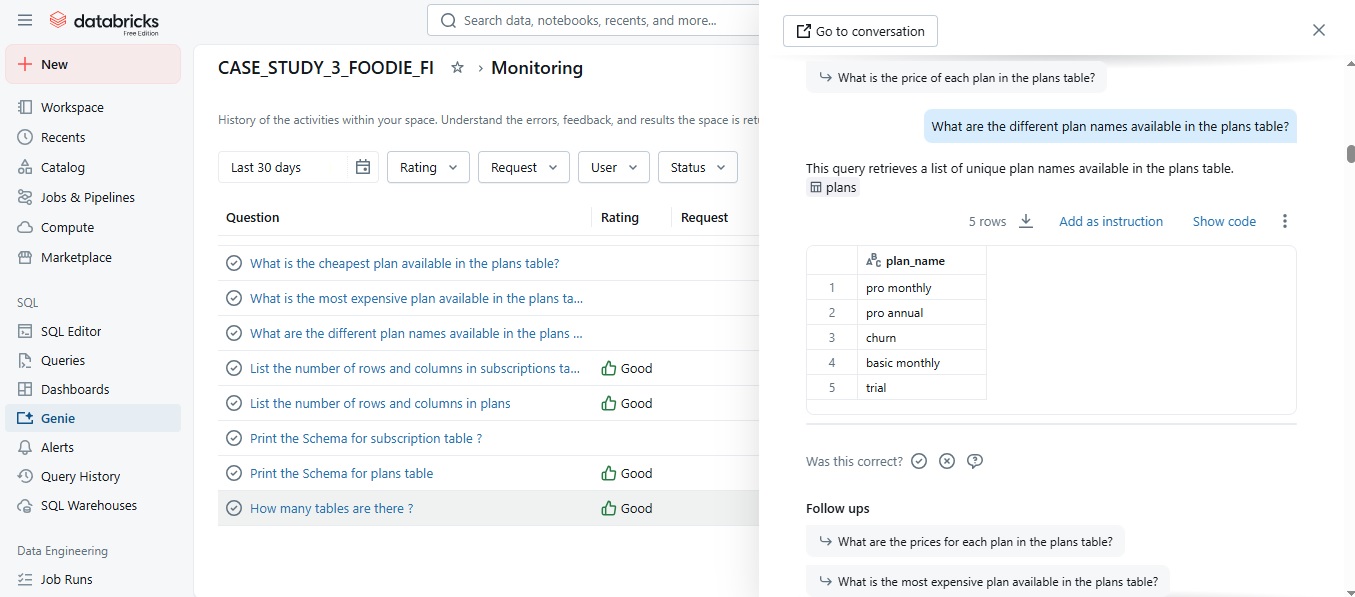 databricks
Free Edition
Search data, notebooks, recents, and more...
New
Workspace
Recents
Catalog
Jobs & Pipelines
Compute
Marketplace
SQL
SQL Editor
Queries
Dashboards
Genie
Alerts
Query History
SQL Warehouses
Data Engineering
Job Runs
CASE_STUDY_3_FOODIE_FI › Monitoring
History of the activities within your space. Understand the errors, feedback, and results the space is
Last 30 days
Rating
Request
User
Status
Question Rating Request
What is the cheapest plan available in the plans table?
What is the most expensive plan available in the plans ta...
What are the different plan names available in the plans ...
List the number of rows and columns in subscriptions ta... Good
List the number of rows and columns in plans Good
Print the Schema for subscription table ?
Print the Schema for plans table Good
How many tables are there ? Good
Go to conversation
What is the price of each plan in the plans table?
What are the different plan names available in the plans table?
This query retrieves a list of unique plan names available in the plans table.
plans
5 rows Add as instruction Show code
ABC plan_name
1 pro monthly
2 pro annual
3 churn
4 basic monthly
5 trial
Was this correct?
Follow ups
What are the prices for each plan in the plans table?
What is the most expensive plan available in the plans table?